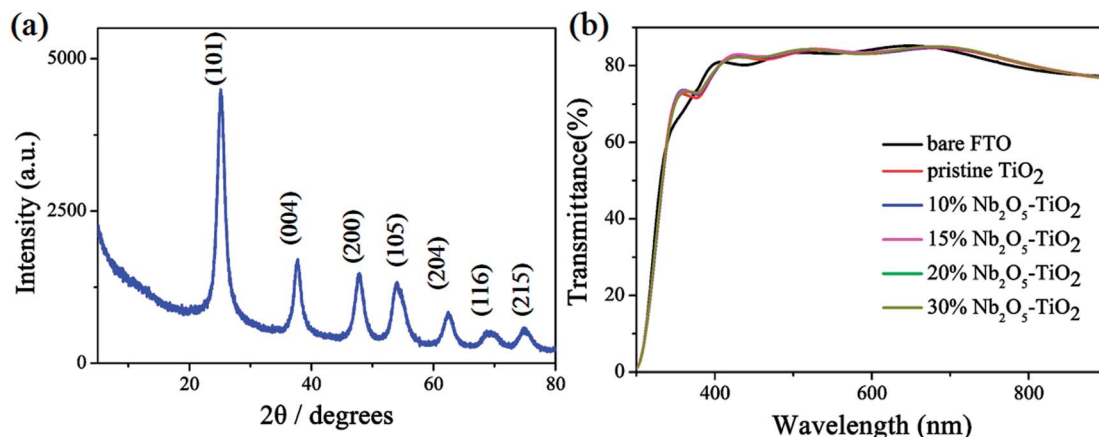 (a)
Intensity (a.u.)
5000
2500
0
(101)
(004)
(200)
(105)
(204)
(116)
(215)
20
40
60
80
2θ / degrees
(b)
Transmittance(%)
80
60
40
20
0
bare FTO
pristine TiO₂
10% Nb₂O₅-TiO₂
15% Nb₂O₅-TiO₂
20% Nb₂O₅-TiO₂
30% Nb₂O₅-TiO₂
400
600
800
Wavelength (nm)